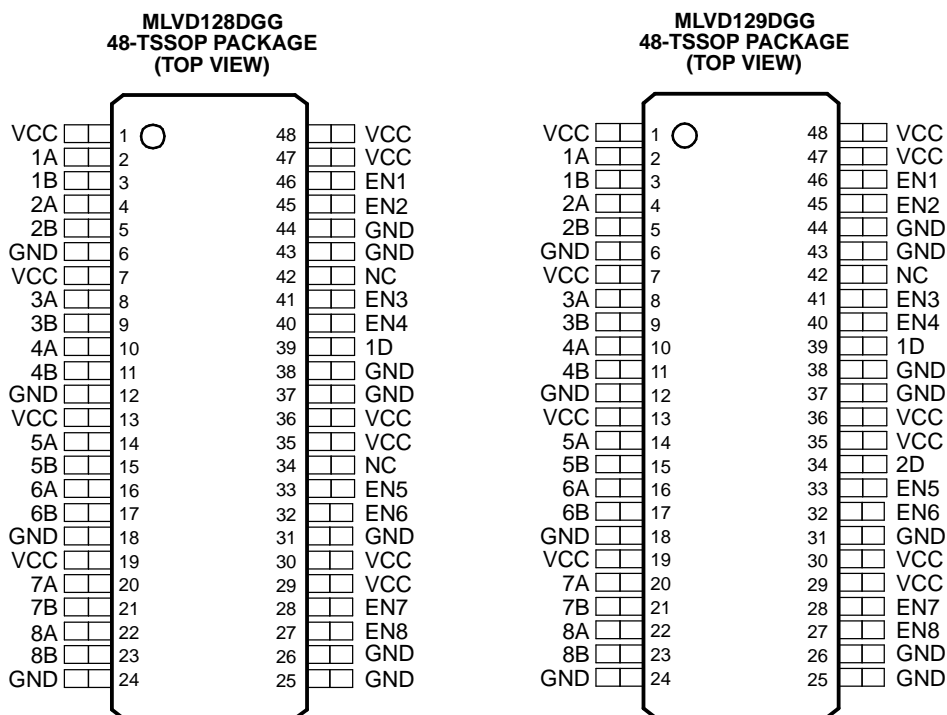 MLVD128DGG
48-TSSOP PACKAGE
(TOP VIEW)
VCC 1 48 VCC
1A 2 47 VCC
1B 3 46 EN1
2A 4 45 EN2
2B 5 44 GND
GND 6 43 GND
VCC 7 42 NC
3A 8 41 EN3
3B 9 40 EN4
4A 10 39 1D
4B 11 38 GND
GND 12 37 GND
VCC 13 36 VCC
5A 14 35 VCC
5B 15 34 NC
6A 16 33 EN5
6B 17 32 EN6
GND 18 31 GND
VCC 19 30 VCC
7A 20 29 VCC
7B 21 28 EN7
8A 22 27 EN8
8B 23 26 GND
GND 24 25 GND
MLVD129DGG
48-TSSOP PACKAGE
(TOP VIEW)
VCC 1 48 VCC
1A 2 47 VCC
1B 3 46 EN1
2A 4 45 EN2
2B 5 44 GND
GND 6 43 GND
VCC 7 42 NC
3A 8 41 EN3
3B 9 40 EN4
4A 10 39 1D
4B 11 38 GND
GND 12 37 GND
VCC 13 36 VCC
5A 14 35 VCC
5B 15 34 2D
6A 16 33 EN5
6B 17 32 EN6
GND 18 31 GND
VCC 19 30 VCC
7A 20 29 VCC
7B 21 28 EN7
8A 22 27 EN8
8B 23 26 GND
GND 24 25 GND